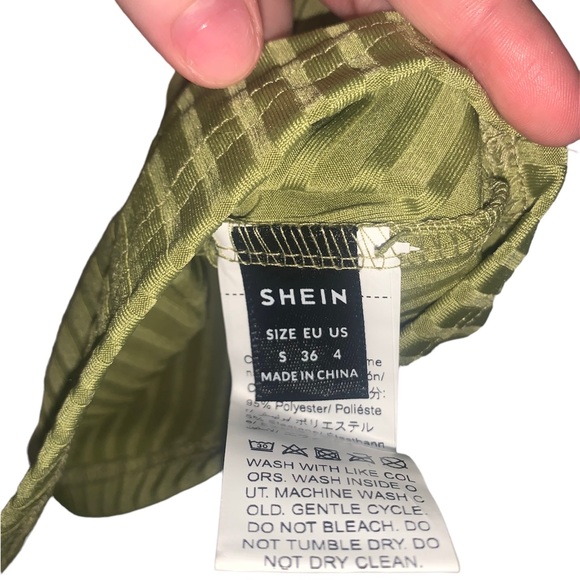 SHEIN
SIZE EU US
S 36 4
MADE IN CHINA
95% Polyester/ Poliéste
ポリエステル
30
WASH WITH LIKE COL
ORS. WASH INSIDE O
UT. MACHINE WASH C
OLD. GENTLE CYCLE.
DO NOT BLEACH. DO
NOT TUMBLE DRY. DO
NOT DRY CLEAN.